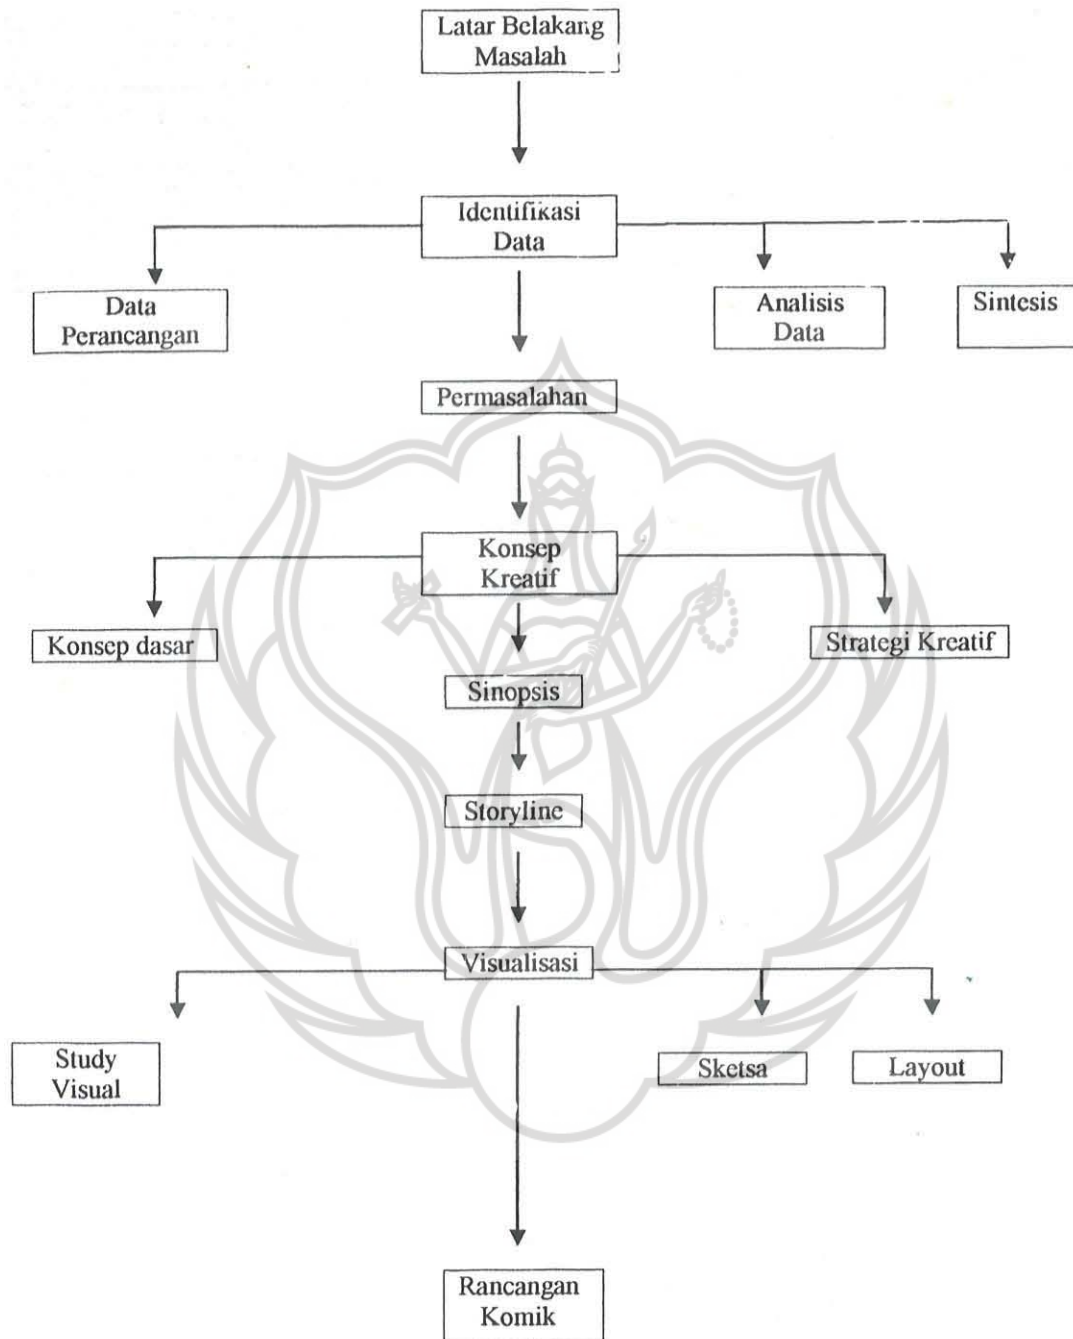 Latar Belakang
Masalah
Identifikasi
Data
Data
Perancangan
Analisis
Data
Sintesis
Permasalahan
Konsep
Kreatif
Konsep dasar
Strategi Kreatif
Sinopsis
Storyline
Visualisasi
Study
Visual
Sketsa
Layout
Rancangan
Komik